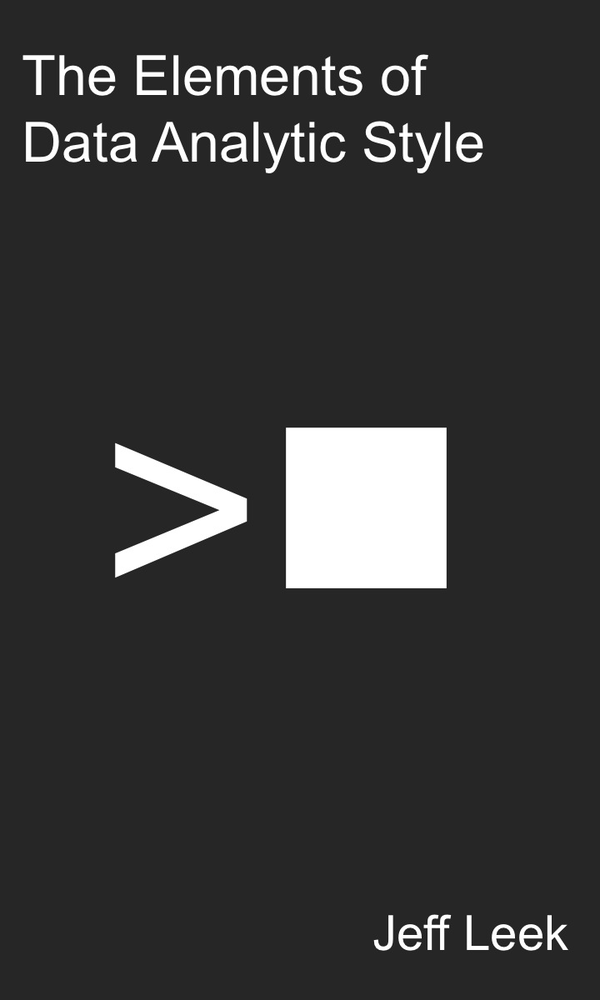 The Elements of
Data Analytic Style
>
Jeff Leek